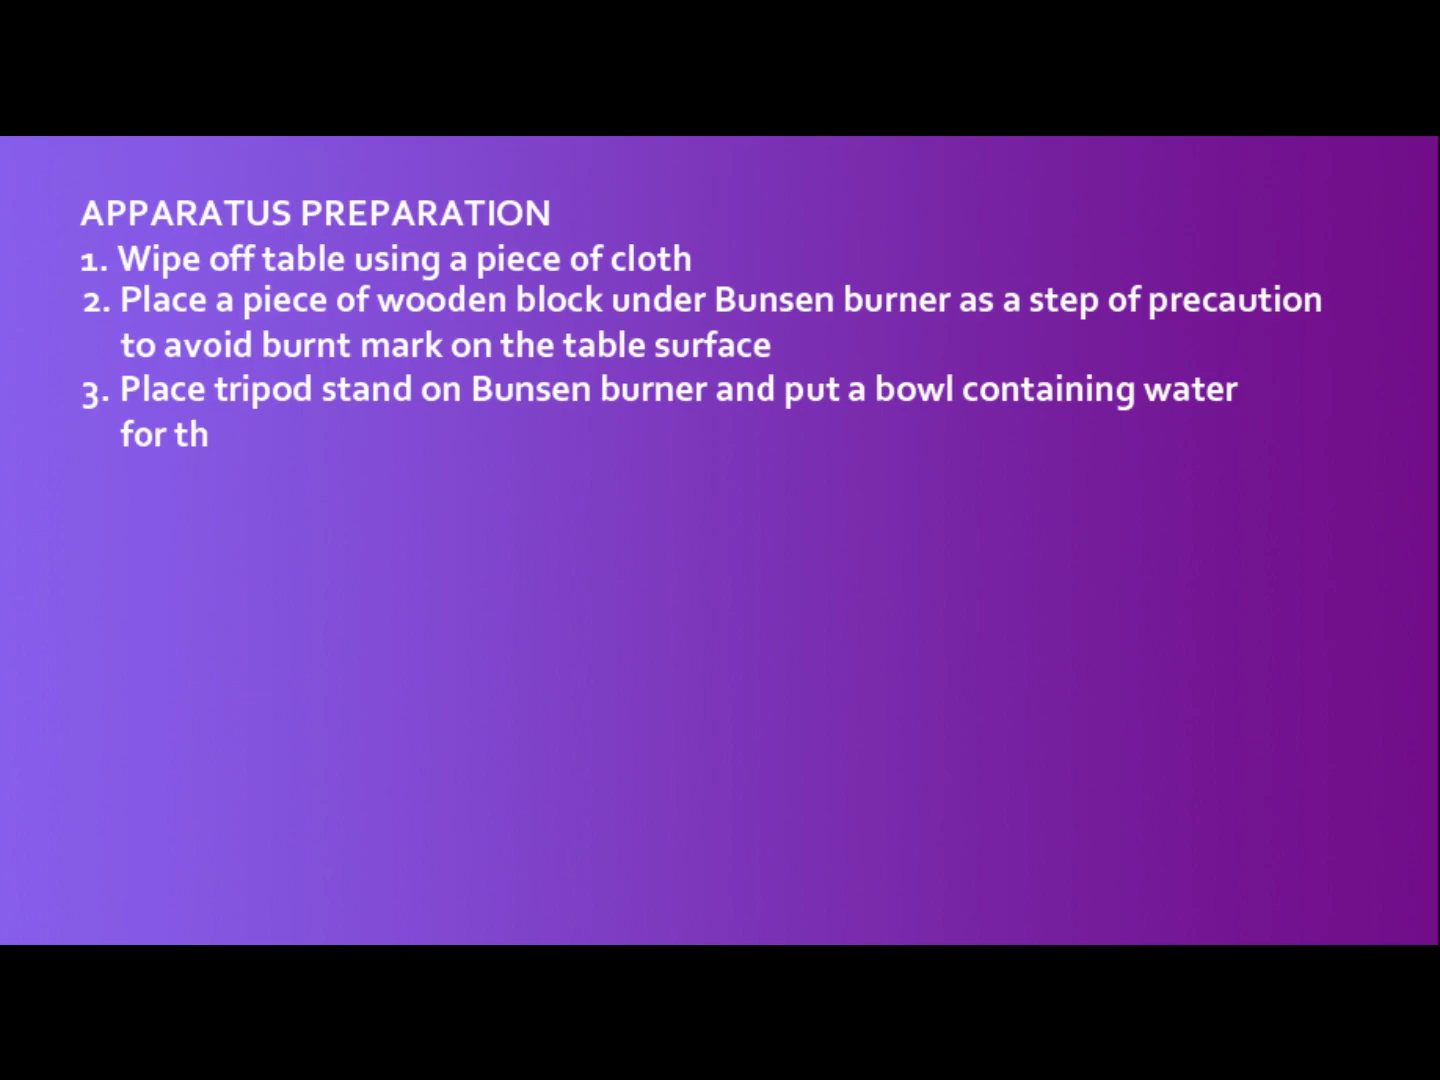 APPARATUS PREPARATION
1. Wipe off table using a piece of cloth
2. Place a piece of wooden block under Bunsen burner as a step of precaution
to avoid burnt mark on the table surface
3. Place tripod stand on Bunsen burner and put a bowl containing water
for th